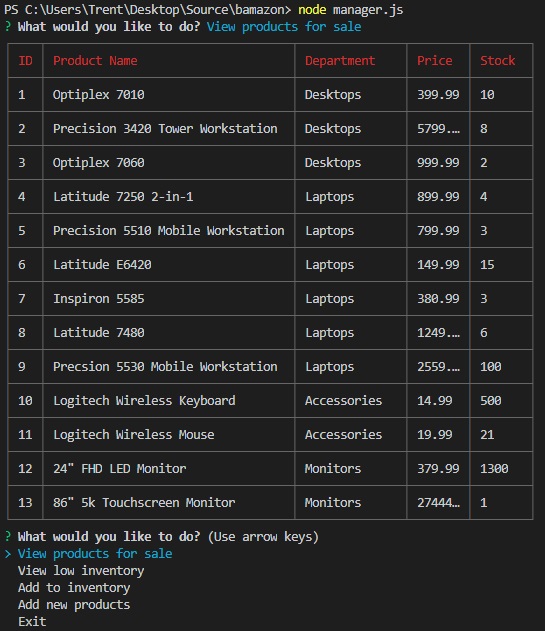 PS C:\Users\Trent\Desktop\Source\bamazon> node manager.js
? What would you like to do? View products for sale
ID Product Name Department Price Stock
1 Optiplex 7010 Desktops 399.99 10
2 Precision 3420 Tower Workstation Desktops 5799.… 8
3 Optiplex 7060 Desktops 999.99 2
4 Latitude 7250 2-in-1 Laptops 899.99 4
5 Precision 5510 Mobile Workstation Laptops 799.99 3
6 Latitude E6420 Laptops 149.99 15
7 Inspiron 5585 Laptops 380.99 3
8 Latitude 7480 Laptops 1249.… 6
9 Precsion 5530 Mobile Workstation Laptops 2559.… 100
10 Logitech Wireless Keyboard Accessories 14.99 500
11 Logitech Wireless Mouse Accessories 19.99 21
12 24" FHD LED Monitor Monitors 379.99 1300
13 86" 5k Touchscreen Monitor Monitors 27444… 1
? What would you like to do? (Use arrow keys)
> View products for sale
View low inventory
Add to inventory
Add new products
Exit